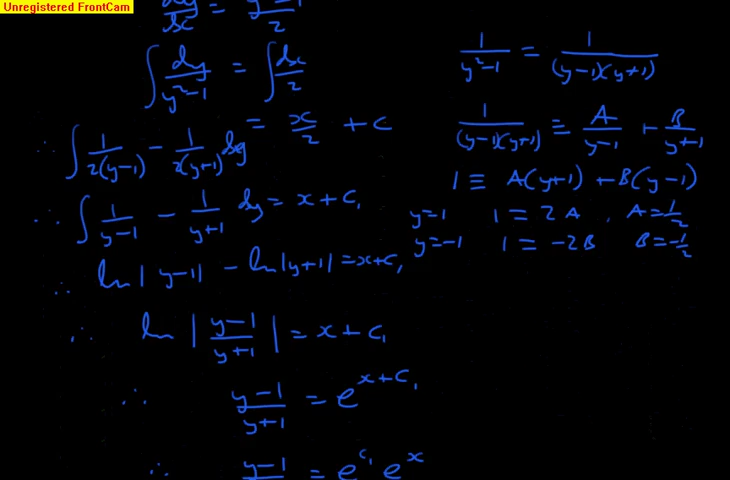 Unregistered FrontCam
dy/dx = y²-1/2
∫ dy/y²-1 = ∫ dx/2
∴ ∫ 1/2(y-1) - 1/2(y+1) dy = x/2 + c
∴ ∫ 1/y-1 - 1/y+1 dy = x + c₁
∴ ln|y-1| - ln|y+1| = x + c₁
∴ ln |y-1/y+1| = x + c₁
∴ y-1/y+1 = e^(x+c₁)
∴ y-1 = e^c₁ e^x
1/y²-1 = 1/(y-1)(y+1)
1/(y-1)(y+1) ≡ A/y-1 + B/y+1
1 ≡ A(y+1) + B(y-1)
y=1 1 = 2A . A=1/2
y=-1 1 = -2B B=-1/2